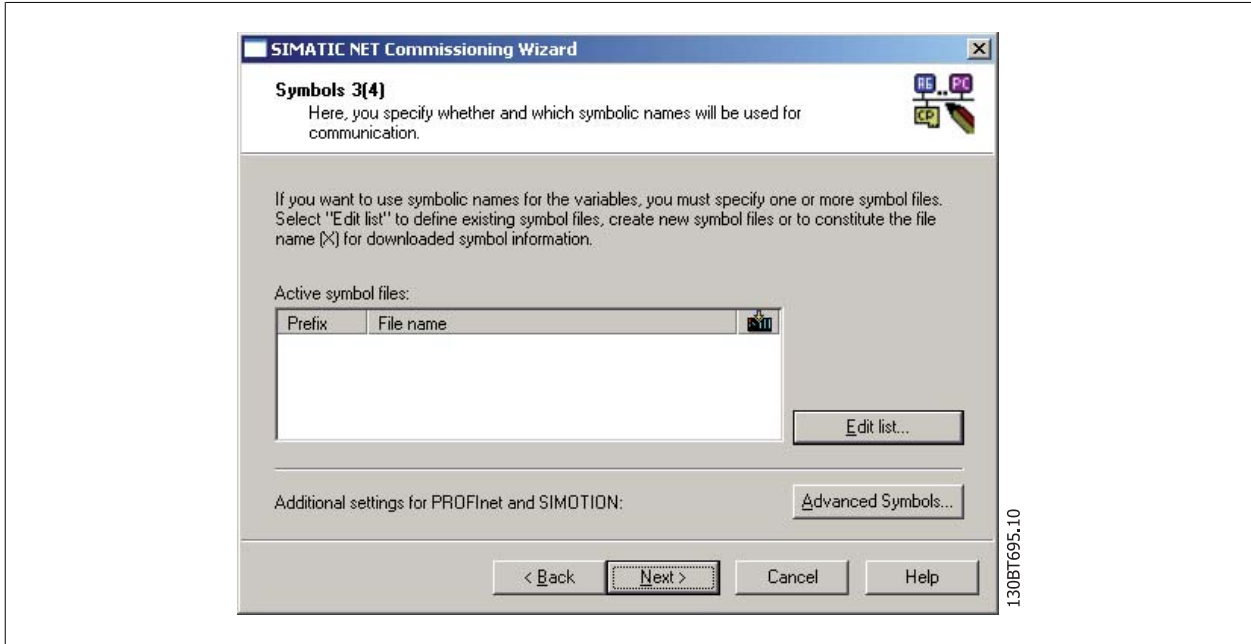 SIMATIC NET Commissioning Wizard
Symbols 3(4)
Here, you specify whether and which symbolic names will be used for
communication.
AG
PC
CP
If you want to use symbolic names for the variables, you must specify one or more symbol files.
Select "Edit list" to define existing symbol files, create new symbol files or to constitute the file
name (X) for downloaded symbol information.
Active symbol files:
Prefix
File name
Edit list...
Additional settings for PROFInet and SIMOTION:
Advanced Symbols...
< Back
Next >
Cancel
Help
130BT695.10